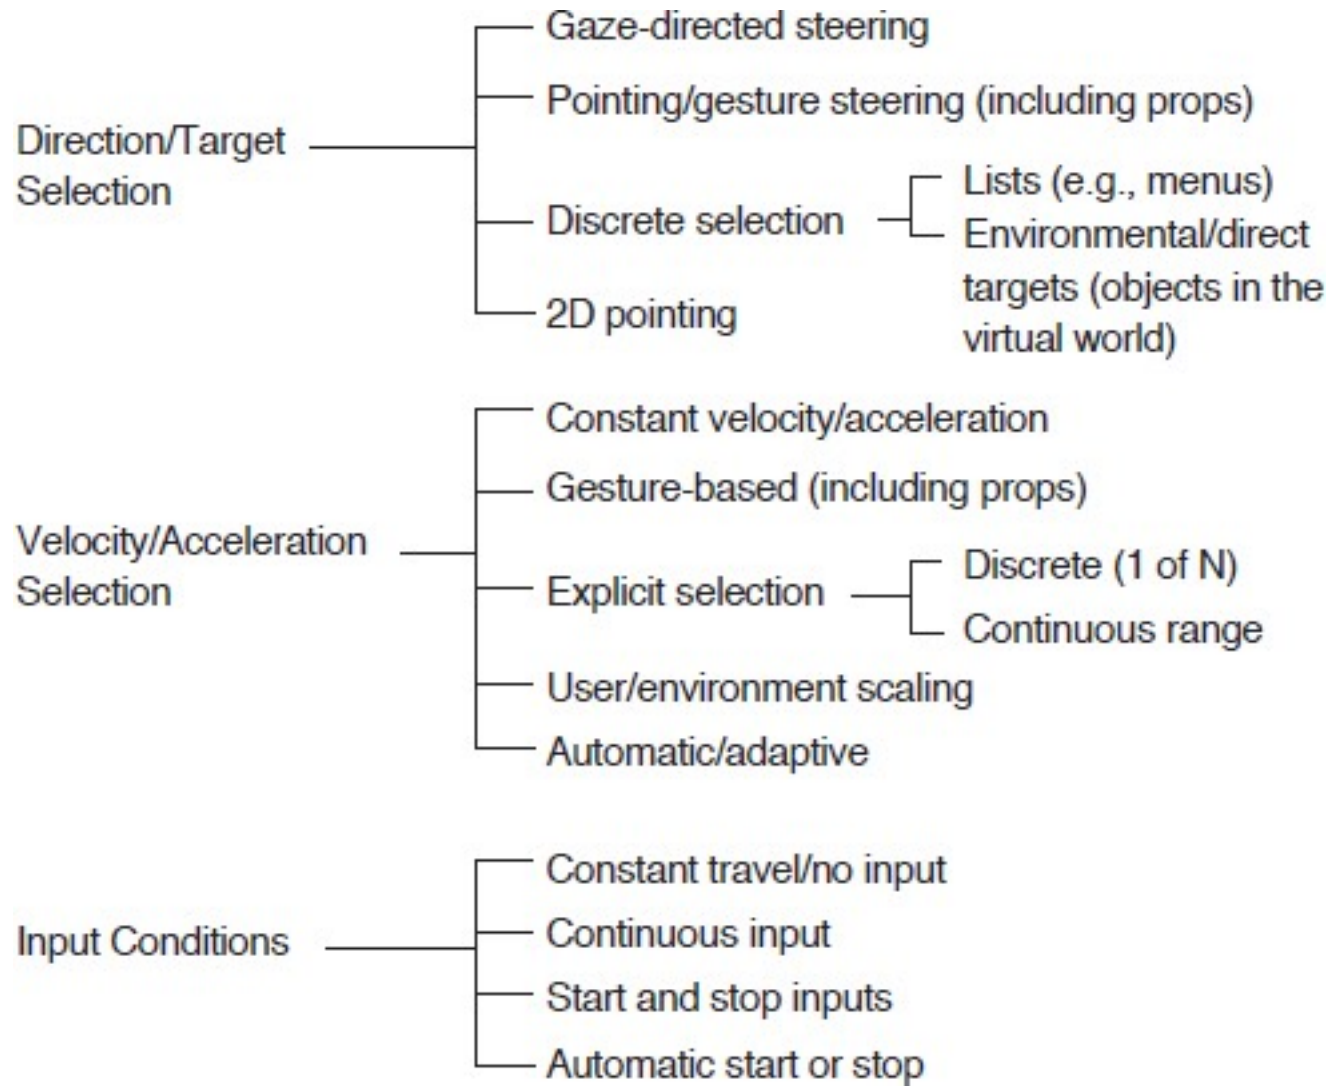 Gaze-directed steering
Pointing/gesture steering (including props)
Direction/Target
Selection
Discrete selection
Lists (e.g., menus)
Environmental/direct
targets (objects in the
virtual world)
2D pointing
Constant velocity/acceleration
Gesture-based (including props)
Velocity/Acceleration
Selection
Explicit selection
Discrete (1 of N)
Continuous range
User/environment scaling
Automatic/adaptive
Constant travel/no input
Input Conditions
Continuous input
Start and stop inputs
Automatic start or stop